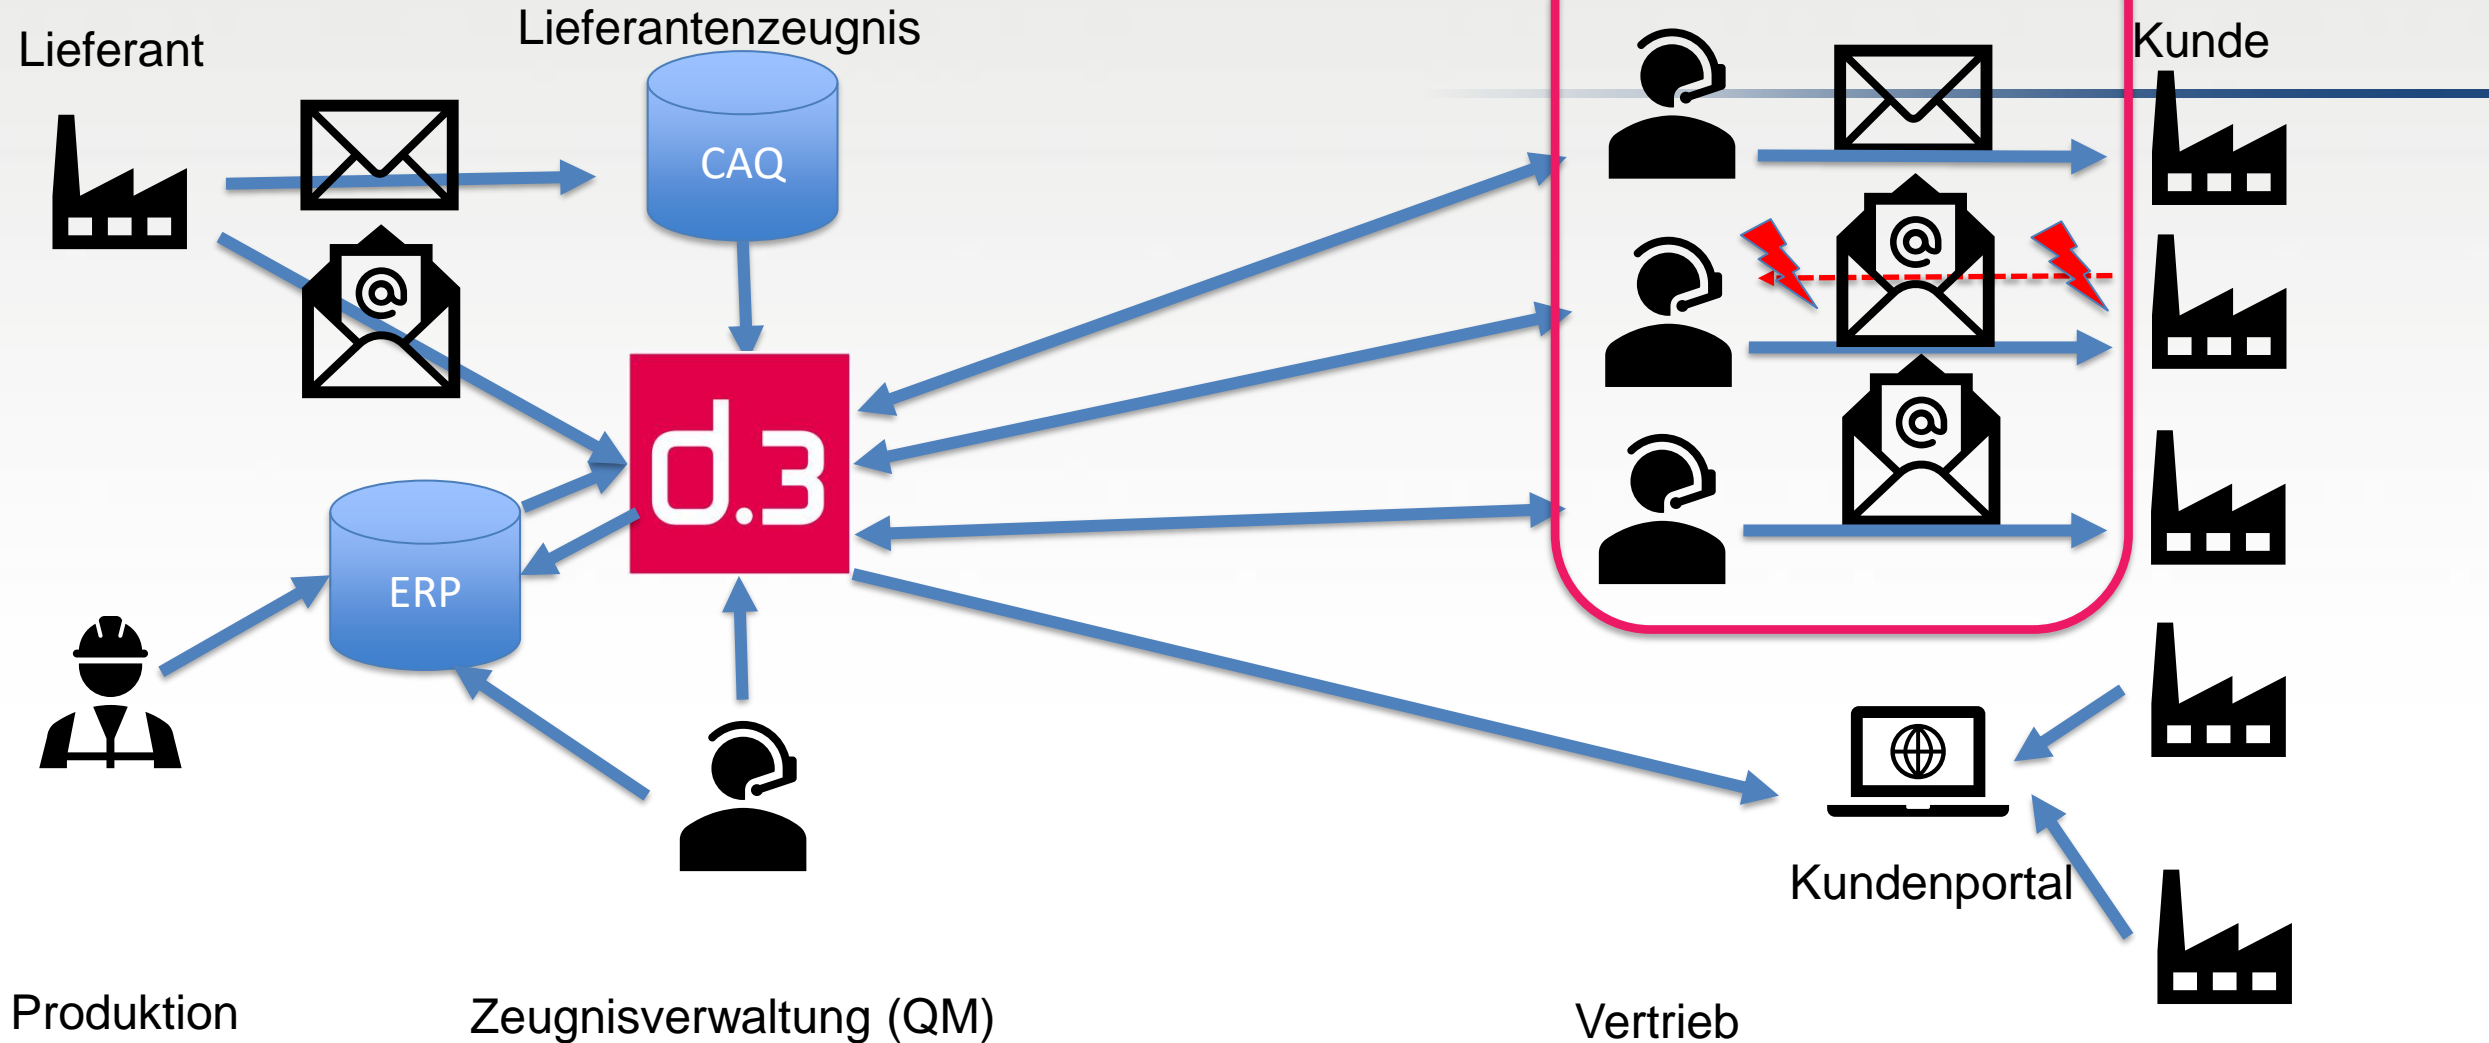 Lieferant
Lieferantenzeugnis
Kunde
CAQ
@
@
@
d.3
ERP
Kundenportal
Produktion
Zeugnisverwaltung (QM)
Vertrieb